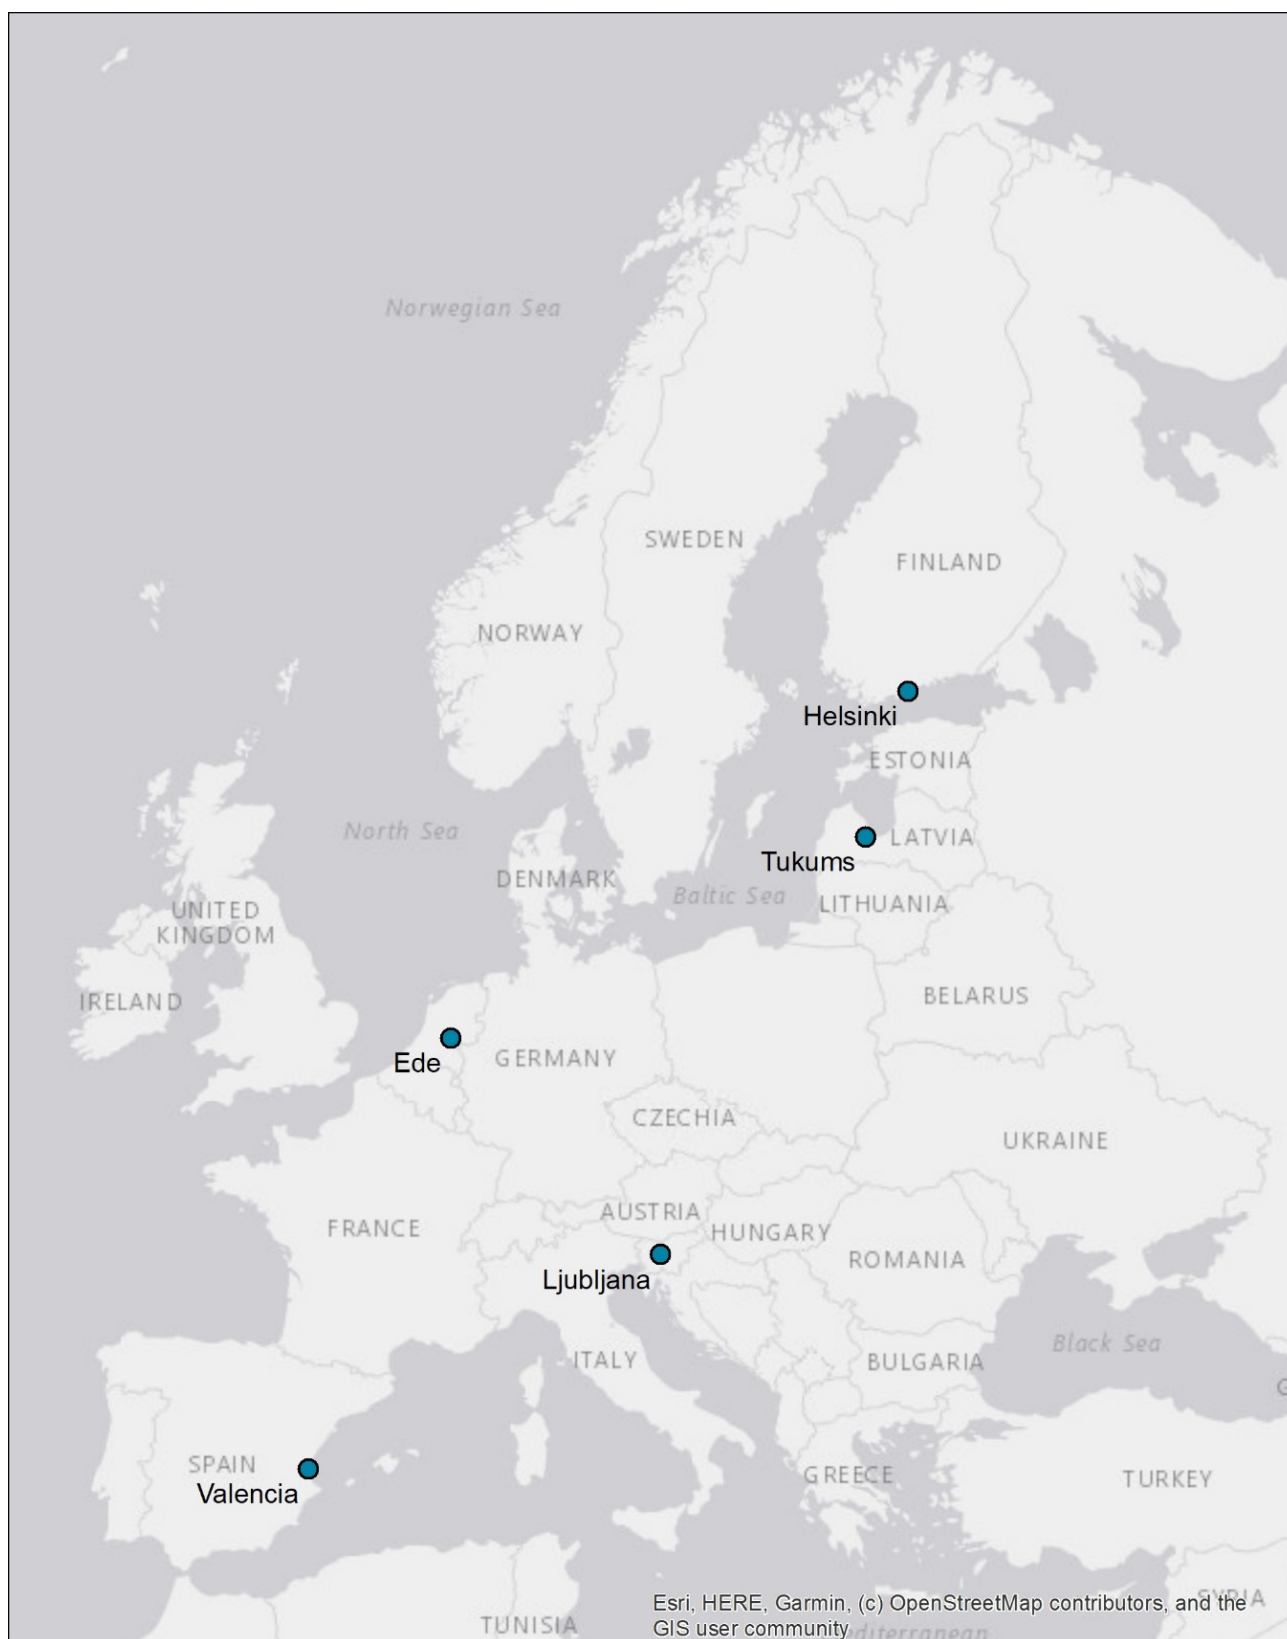 Norwegian Sea
SWEDEN
FINLAND
NORWAY
Helsinki
ESTONIA
North Sea
LATVIA
Tukums
DENMARK
Baltic Sea
LITHUANIA
UNITED
KINGDOM
IRELAND
BELARUS
Ede
GERMANY
CZECHIA
UKRAINE
AUSTRIA
FRANCE
HUNGARY
ROMANIA
Ljubljana
Black Sea
ITALY
BULGARIA
G
SPAIN
Valencia
GREECE
TURKEY
SYRIA
Esri, HERE, Garmin, (c) OpenStreetMap contributors, and the
GIS user community
TUNISIA